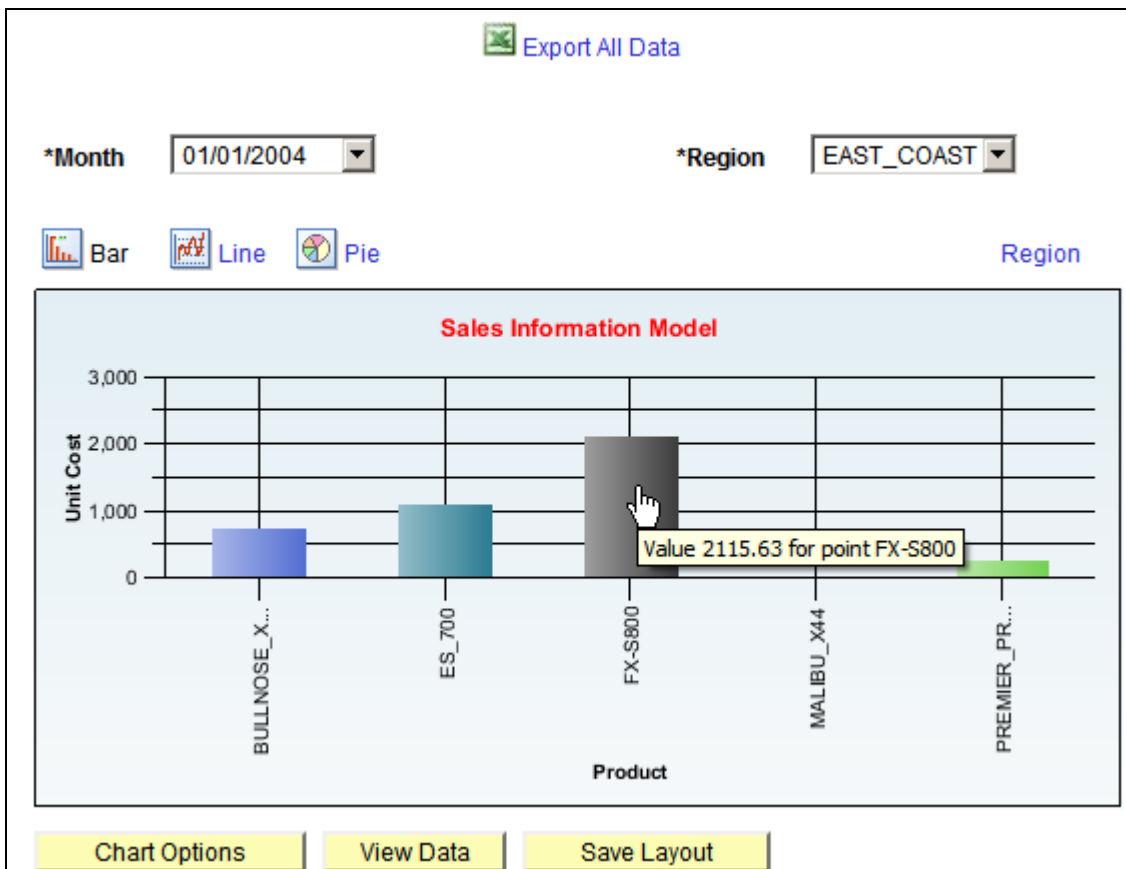 Export All Data
*Month 01/01/2004 *Region EAST_COAST
Bar Line Pie Region
Sales Information Model
3,000
2,000
1,000
0
Unit Cost
Value 2115.63 for point FX-S800
BULLNOSE_X...
ES_700
FX-S800
MALIBU_X44
PREMIER_PR...
Product
Chart Options View Data Save Layout